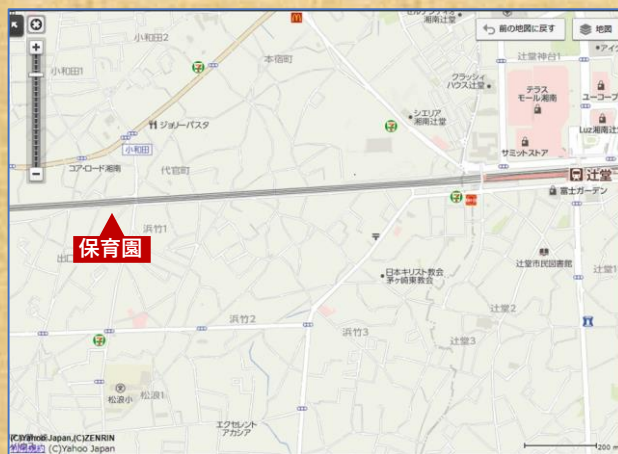 小和田2
本宿町
湘南辻堂
前の地図に戻す
地図
辻堂神台1
小和田1
クラッシィ
ハウス辻堂
テラス
モール湘南
ユーコープ
シエリア
湘南辻堂
ジョリーパスタ
Luz湘南辻
小和田
サミットストア
コア・ロード湘南
代官町
辻堂
富士ガーデン
浜竹1
保育園
出口
日本キリスト教会
茅ヶ崎東教会
辻堂市民図書館
辻堂1
辻堂2
浜竹2
浜竹3
辻堂3
松浪小
松浪1
エクセレント
アカシア
(C)Yahoo Japan,(C)ZENRIN
(C)Yahoo Japan
200 m